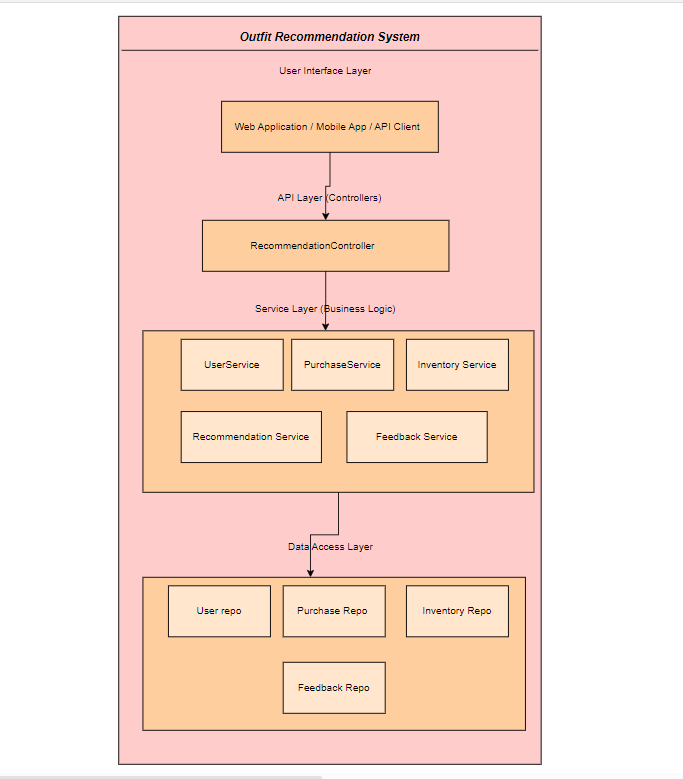 Outfit Recommendation System
User Interface Layer
Web Application / Mobile App / API Client
API Layer (Controllers)
RecommendationController
Service Layer (Business Logic)
UserService
PurchaseService
Inventory Service
Recommendation Service
Feedback Service
Data Access Layer
User repo
Purchase Repo
Inventory Repo
Feedback Repo